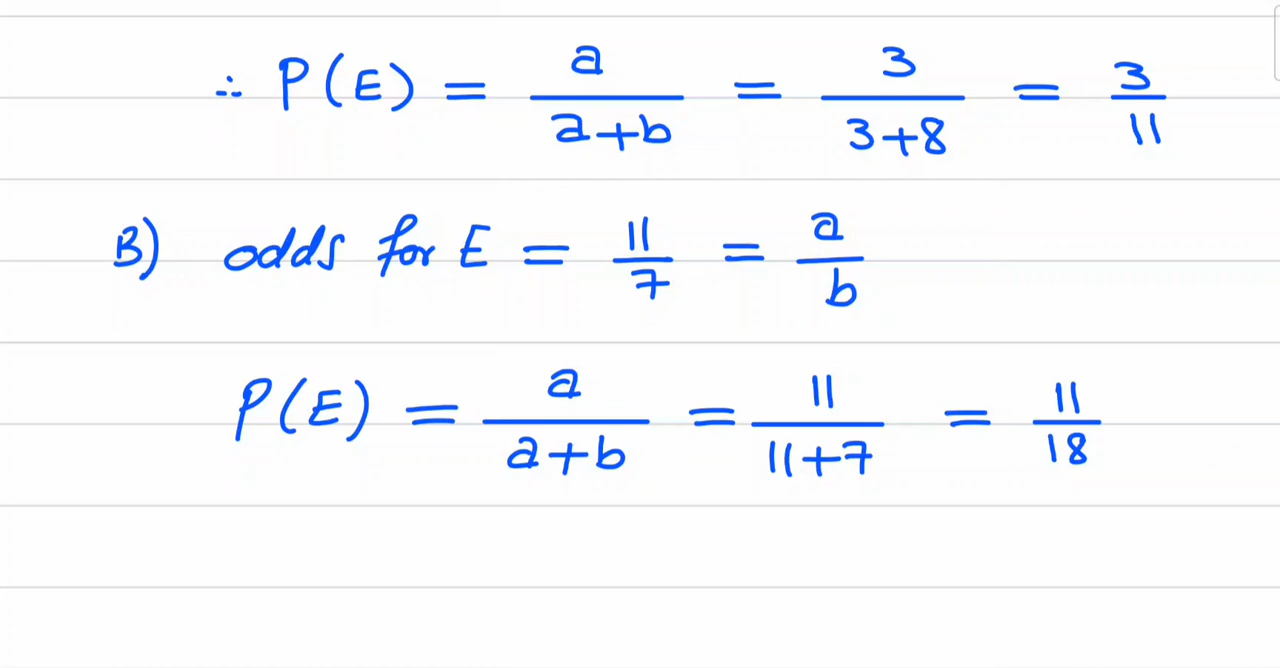 ∴ P(E) = a/(a+b) = 3/(3+8) = 3/11
B) odds for E = 11/7 = a/b
P(E) = a/(a+b) = 11/(11+7) = 11/18